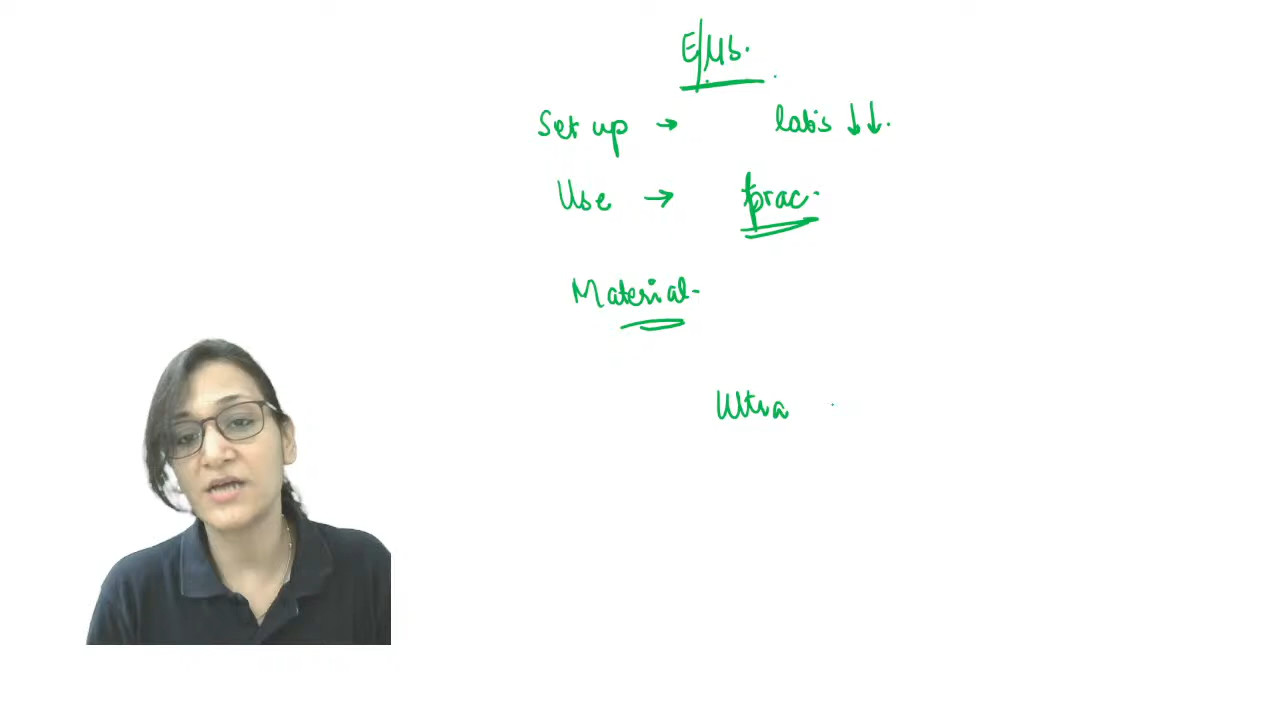 E/Ms.
Set up → labs ↓↓.
Use → prac.
Material.
Ultra